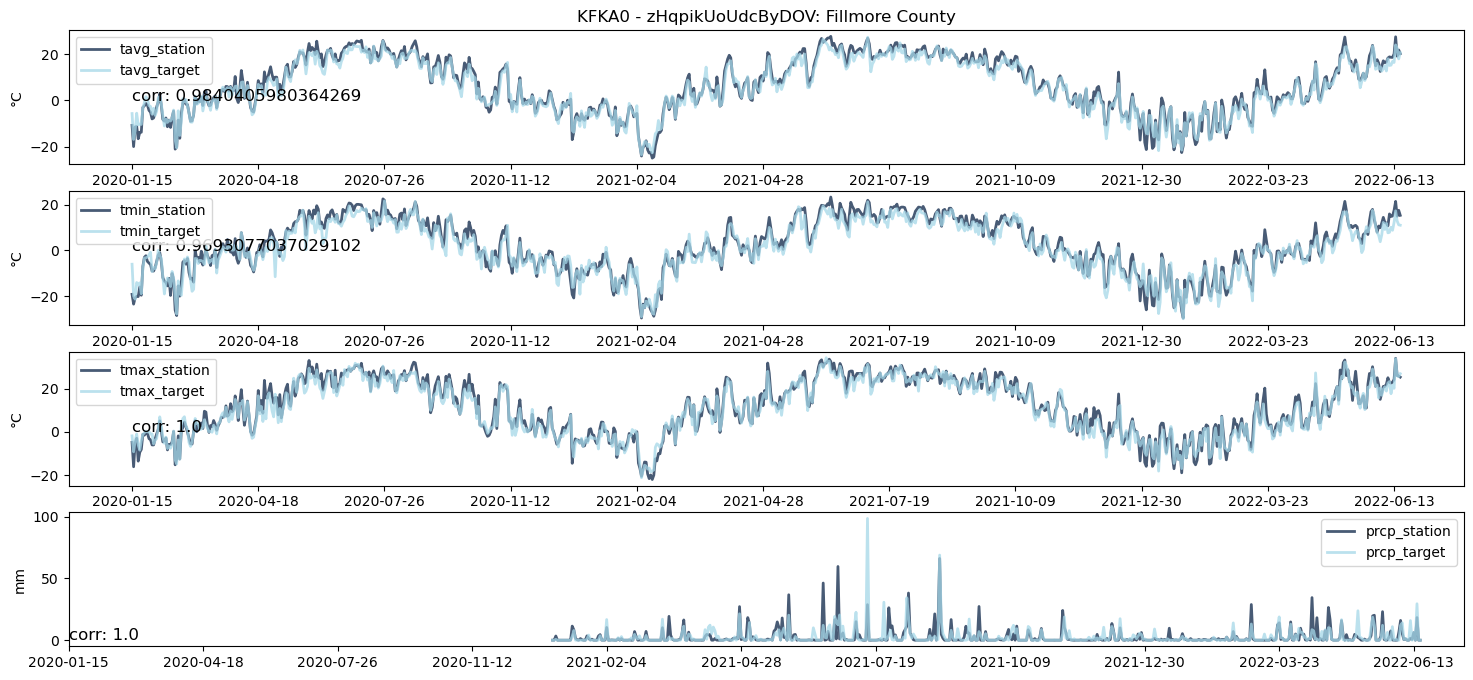 KFKA0 - zHqpikUoUdcByDOV: Fillmore County
20
0
−20
°C
tavg_station
tavg_target
corr: 0.9840405980364269
2020-01-15 2020-04-18 2020-07-26 2020-11-12 2021-02-04 2021-04-28 2021-07-19 2021-10-09 2021-12-30 2022-03-23 2022-06-13
20
0
−20
°C
tmin_station
tmin_target
corr: 0.9693077037029102
2020-01-15 2020-04-18 2020-07-26 2020-11-12 2021-02-04 2021-04-28 2021-07-19 2021-10-09 2021-12-30 2022-03-23 2022-06-13
20
0
−20
°C
tmax_station
tmax_target
corr: 1.0
2020-01-15 2020-04-18 2020-07-26 2020-11-12 2021-02-04 2021-04-28 2021-07-19 2021-10-09 2021-12-30 2022-03-23 2022-06-13
100
50
0
mm
prcp_station
prcp_target
corr: 1.0
2020-01-15 2020-04-18 2020-07-26 2020-11-12 2021-02-04 2021-04-28 2021-07-19 2021-10-09 2021-12-30 2022-03-23 2022-06-13